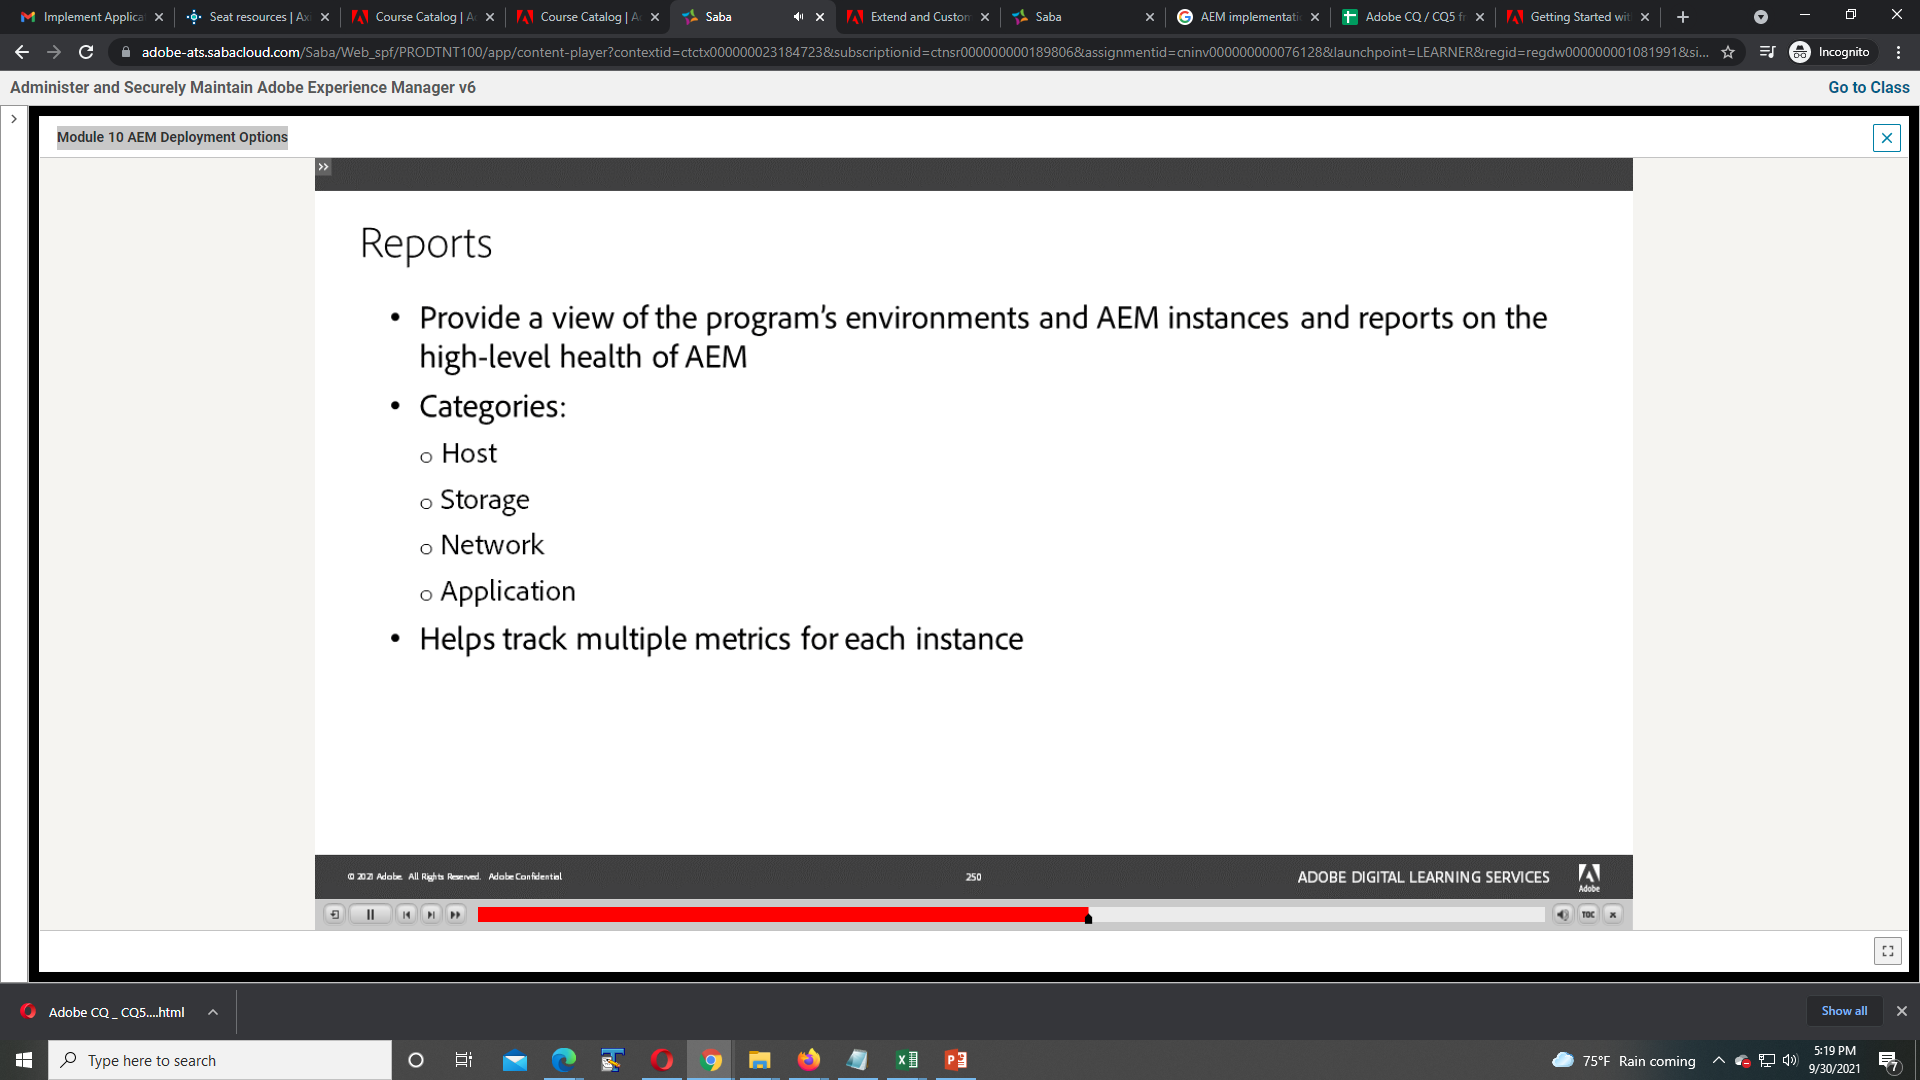 Implement Applica
Seat resources | Ax
Course Catalog | A
Course Catalog | A
Saba
Extend and Custom
Saba
AEM implementati
Adobe CQ / CQ5 f
Getting Started wit
adobe-ats.sabacloud.com/Saba/Web_spf/PRODTNT100/app/content-player?contextid=ctctx000000023184723&subscriptionid=ctnsr000000000189806&assignmentid=cninv000000000076128&launchpoint=LEARNER&regid=regdw000000001081991&si...
Incognito
Administer and Securely Maintain Adobe Experience Manager v6
Go to Class
Module 10 AEM Deployment Options
Reports
• Provide a view of the program's environments and AEM instances and reports on the
high-level health of AEM
• Categories:
o Host
o Storage
o Network
o Application
• Helps track multiple metrics for each instance
© 2021 Adobe. All Rights Reserved. Adobe Confidential
250
ADOBE DIGITAL LEARNING SERVICES
Adobe
TOC
Adobe CQ _ CQ5....html
Show all
Type here to search
75°F Rain coming
5:19 PM
9/30/2021
7